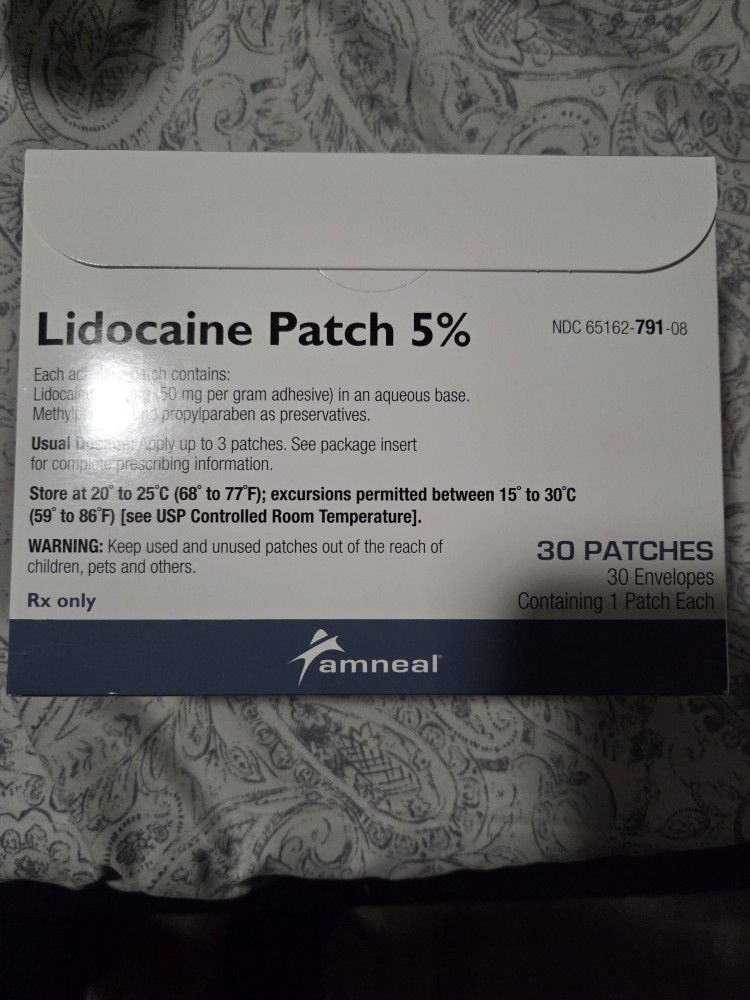 Lidocaine Patch 5%
NDC 65162-791-08
Each patch contains:
(50 mg per gram adhesive) in an aqueous base.
propylparaben as preservatives.
Usual Apply up to 3 patches. See package insert
for complete prescribing information.
Store at 20° to 25°C (68° to 77°F); excursions permitted between 15° to 30°C
(59° to 86°F) [see USP Controlled Room Temperature].
WARNING: Keep used and unused patches out of the reach of
children, pets and others.
Rx only
30 PATCHES
30 Envelopes
Containing 1 Patch Each
amneal®